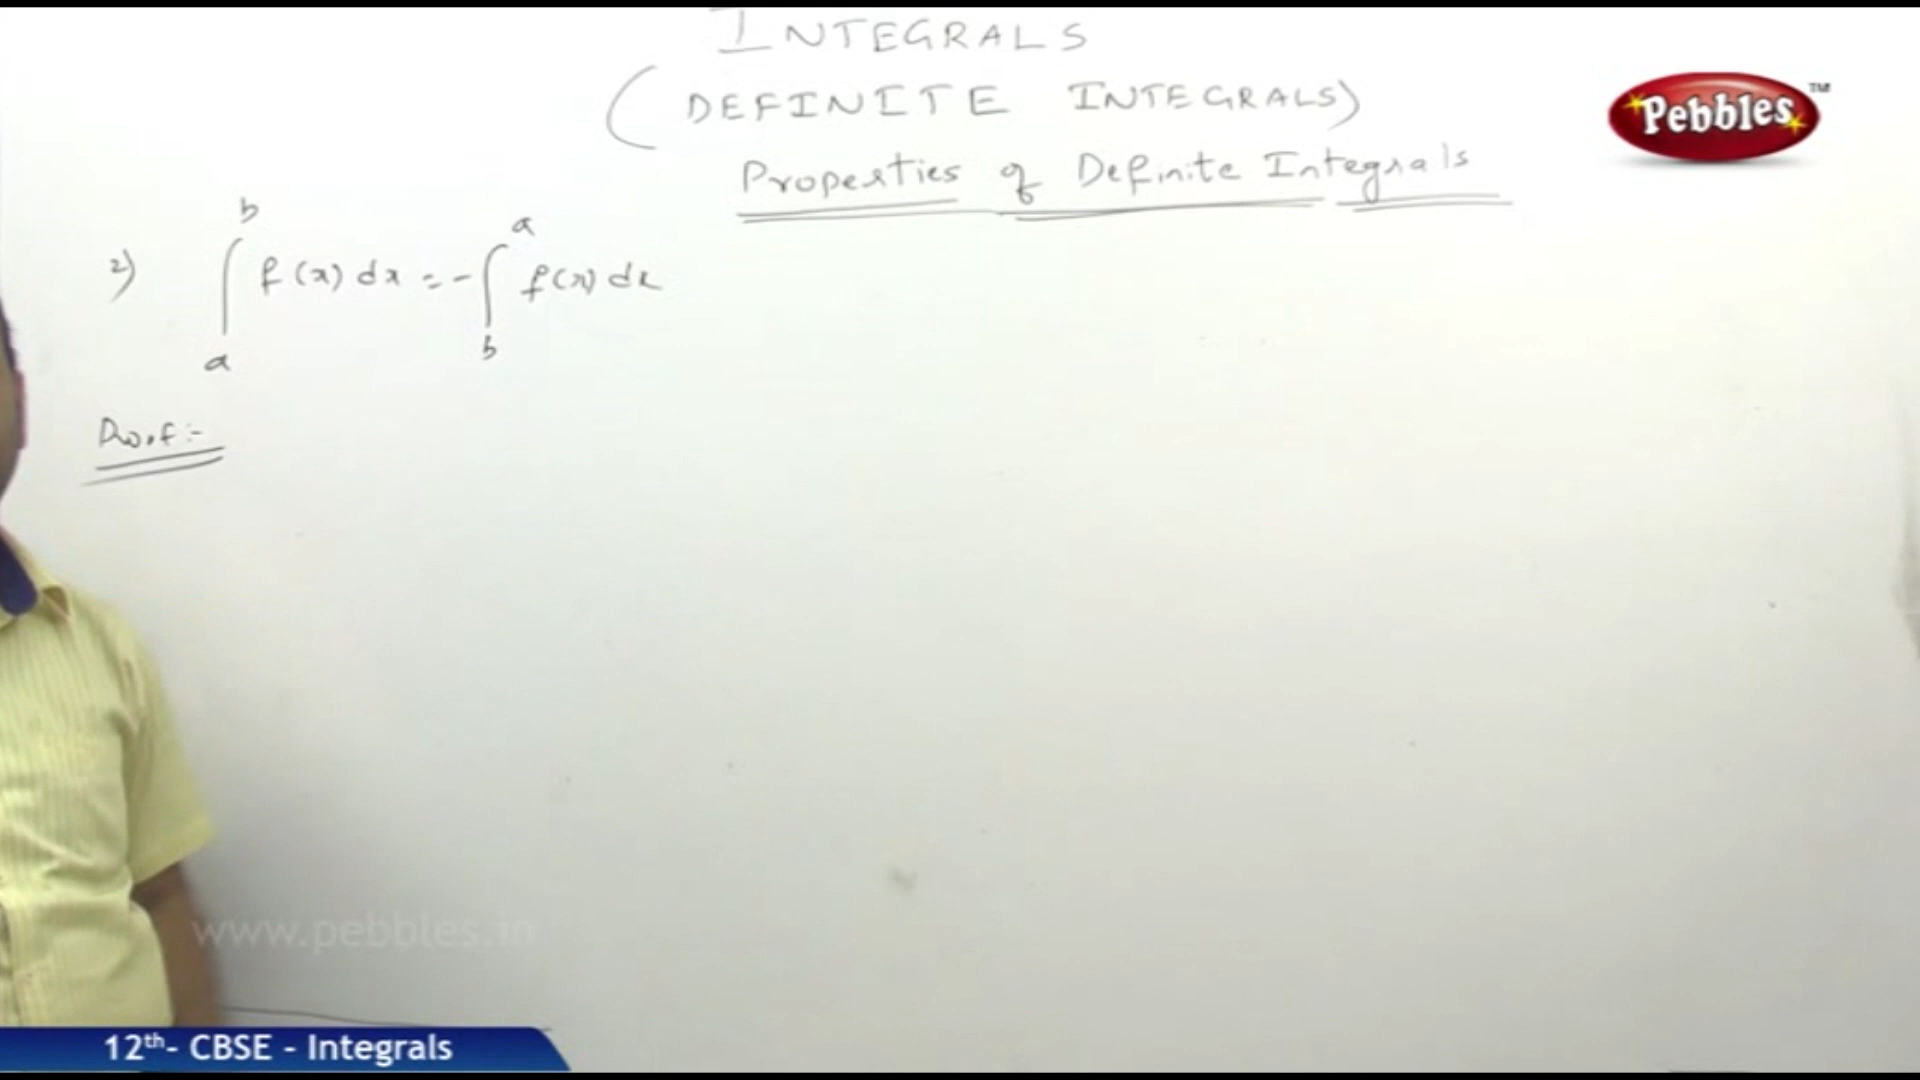 INTEGRALS
(DEFINITE INTEGRALS)
Properties of Definite Integrals
Pebbles™
2) ∫_a^b f(x) dx = - ∫_b^a f(x) dx
Proof:-
www.pebbles.in
12th- CBSE - Integrals